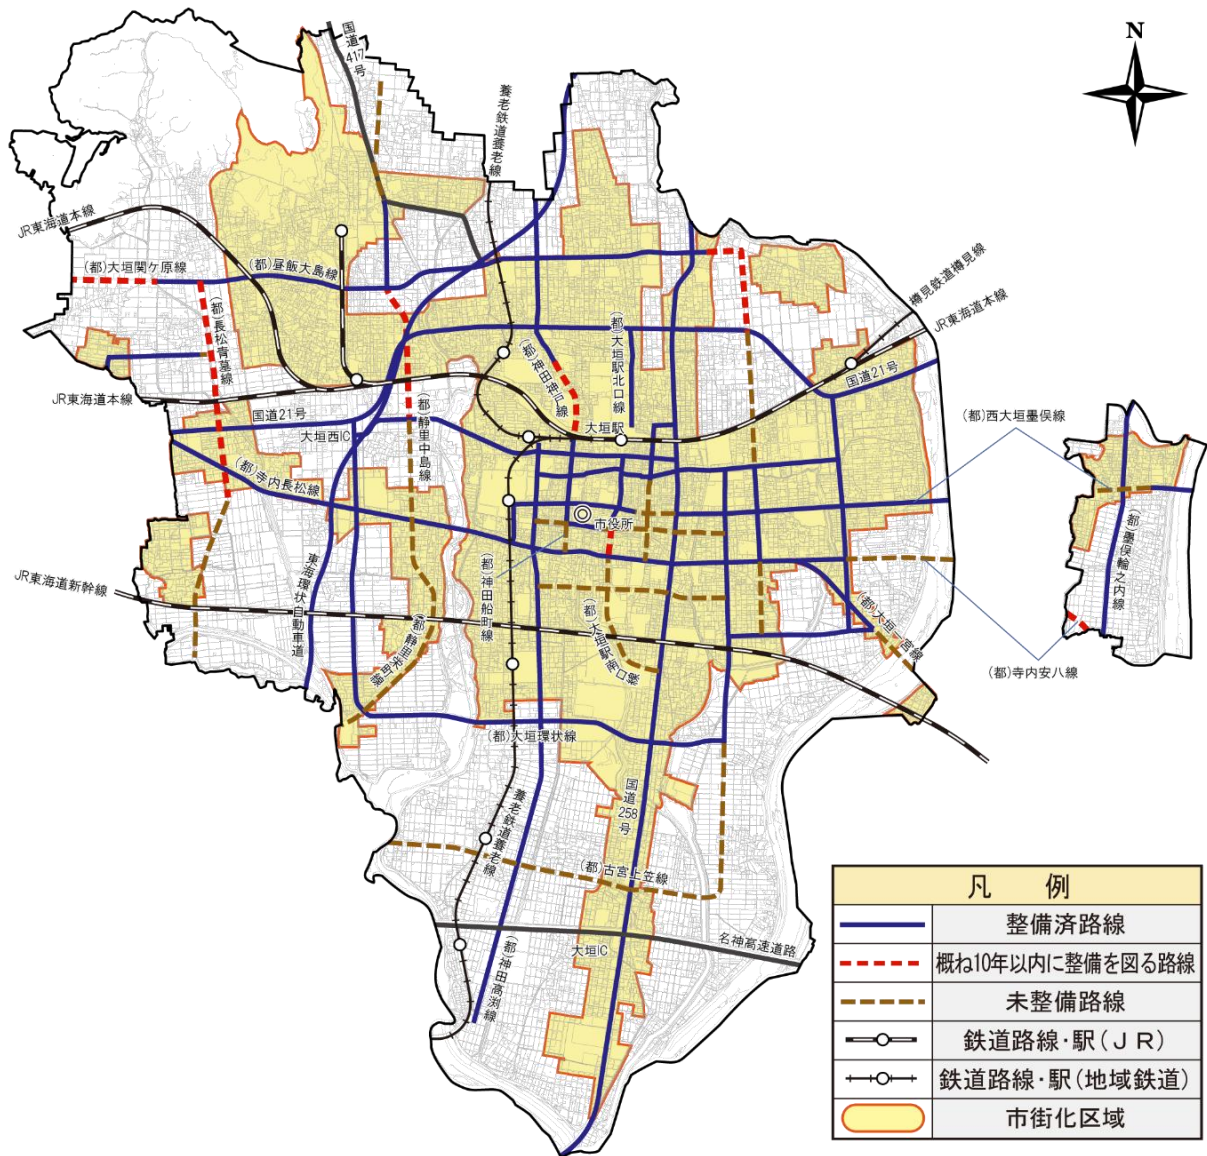 N
国道417号
養老鉄道養老線
JR東海道本線
(都)大垣関ケ原線
(都)昼飯大島線
(都)長松青墓線
樽見鉄道樽見線
JR東海道本線
(都)大垣駅北口線
(都)神田神戸線
国道21号
JR東海道本線
国道21号
大垣西IC
(都)静里中島線
大垣駅
(都)西大垣墨俣線
(都)寺内長松線
市役所
(都)墨俣輪之内線
東海環状自動車道
(都)神田船町線
JR東海道新幹線
(都)静里栄町線
(都)大垣駅南口線
(都)大垣一宮線
(都)寺内安八線
(都)大垣環状線
国道258号
養老鉄道養老線
(都)古宮上笠線
名神高速道路
大垣IC
(都)神田高渕線
凡 例
整備済路線
概ね10年以内に整備を図る路線
未整備路線
鉄道路線・駅(JR)
鉄道路線・駅(地域鉄道)
市街化区域